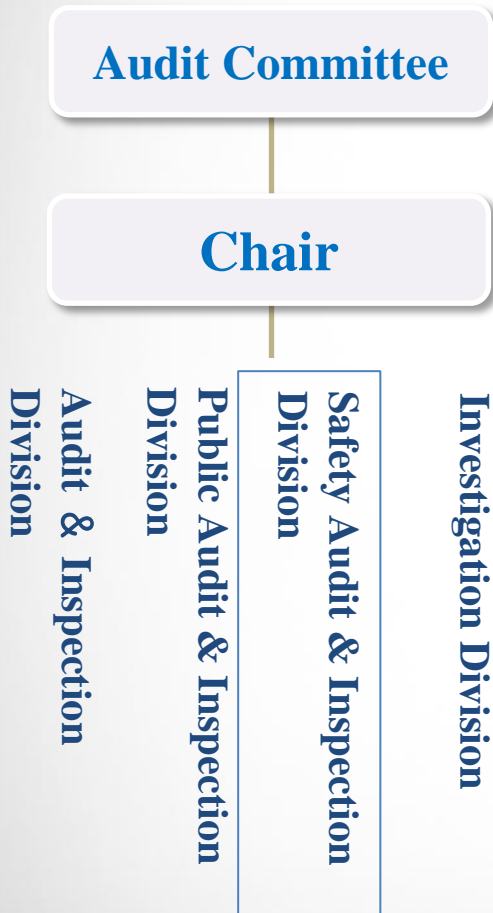 Audit Committee
Chair
Audit & Inspection
Division
Public Audit & Inspection
Division
Safety Audit & Inspection
Division
Investigation Division